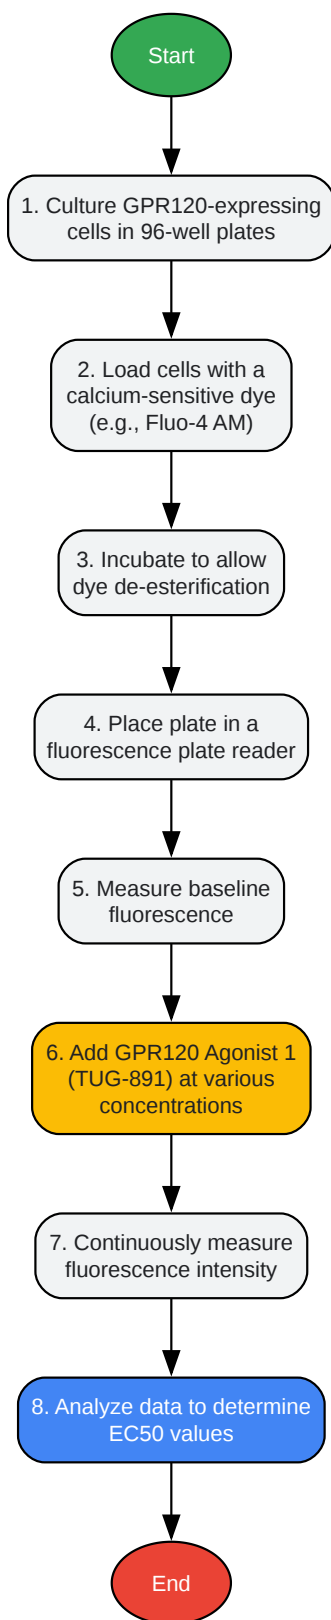 Start
1. Culture GPR120-expressing
cells in 96-well plates
2. Load cells with a
calcium-sensitive dye
(e.g., Fluo-4 AM)
3. Incubate to allow
dye de-esterification
4. Place plate in a
fluorescence plate reader
5. Measure baseline
fluorescence
6. Add GPR120 Agonist 1
(TUG-891) at various
concentrations
7. Continuously measure
fluorescence intensity
8. Analyze data to determine
EC50 values
End